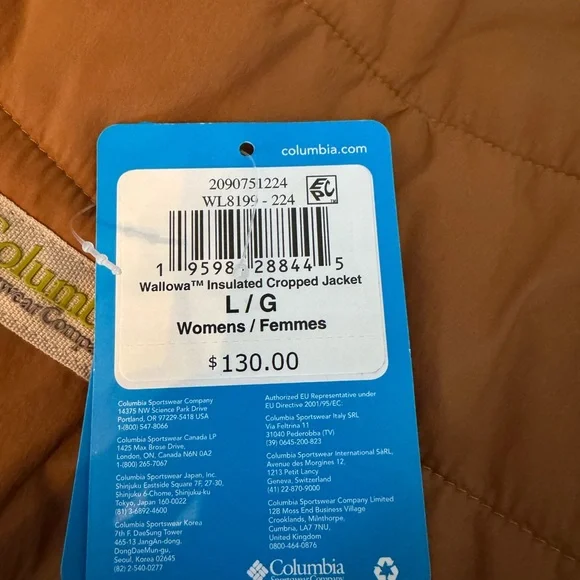 columbia.com
2090751224
WL8199 - 224
EPC™
1 95981 28844 5
Wallowa™ Insulated Cropped Jacket
L / G
Womens / Femmes
$130.00
Columbia Sportswear Company
14375 NW Science Park Drive
Portland, OR 97229-5418 USA
1-(800) 547-8066
Columbia Sportswear Canada LP
1425 Max Brose Drive,
London, ON. Canada N6N 0A2
1-(800) 265-7067
Columbia Sportswear Japan, Inc.
Shinjuku Eastside Square 7F, 27-30,
Shinjuku 6-Chome, Shinjuku-ku
Tokyo, Japan 160-0022
(81) 3-6892-4600
Columbia Sportswear Korea
7th F. DaeSung Tower
465-13 JangAn-dong.
DongDaeMun-gu,
Seoul, Korea
(82) 2-540-0277
Authorized EU Representative under
EU Directive 2001/95/EC.
Columbia Sportswear Italy SRL
Via Feltrina 11
31040 Pederobba (TV)
(39) 0645-200-823
Columbia Sportswear International SàRL,
Avenue des Morgines 12,
1213 Petit Lancy
Geneva, Switzerland
(41) 22-870-9000
Columbia Sportswear Company Limited
12B Moss End Business Village
Crooklands, Milnthorpe,
Cumbria, LA7 7NU,
United Kingdom
0800-464-0876
Columbia
Sportswear Company
Colum
swear Compa